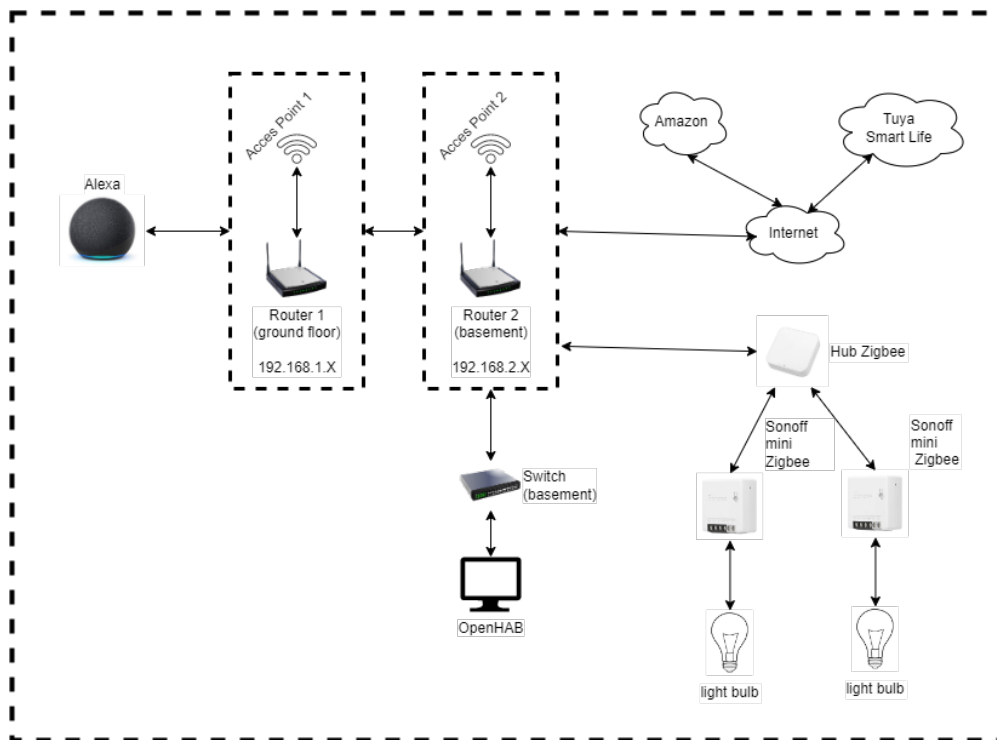 Acces Point 1
Acces Point 2
Amazon
Tuya
Smart Life
Alexa
Internet
Router 1
(ground floor)
192.168.1.X
Router 2
(basement)
192.168.2.X
Hub Zigbee
Sonoff
mini
Zigbee
Sonoff
mini
Zigbee
Switch
(basement)
OpenHAB
light bulb
light bulb